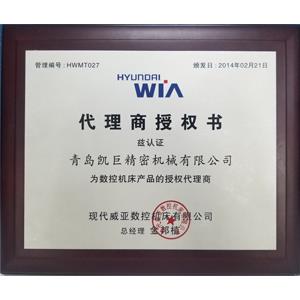 管理编号：HWMT027 颁发日：2014年02月21日
HYUNDAI
WIA
代理商授权书
兹认证
青岛凯巨精密机械有限公司
为数控机床产品的授权代理商
现代威亚数控机床有限公司
总经理 金邦植